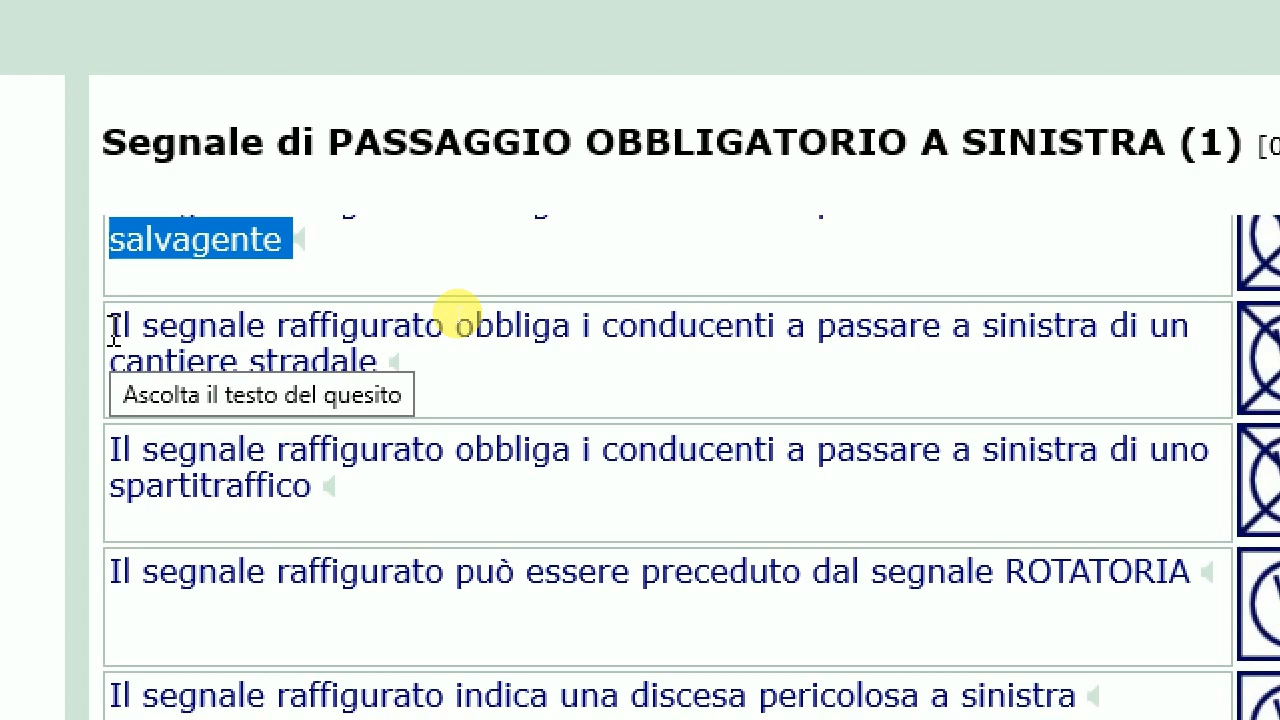 Segnale di PASSAGGIO OBBLIGATORIO A SINISTRA (1)
salvagente
Il segnale raffigurato obbliga i conducenti a passare a sinistra di un
cantiere stradale
Ascolta il testo del quesito
Il segnale raffigurato obbliga i conducenti a passare a sinistra di uno
spartitraffico
Il segnale raffigurato può essere preceduto dal segnale ROTATORIA
Il segnale raffigurato indica una discesa pericolosa a sinistra